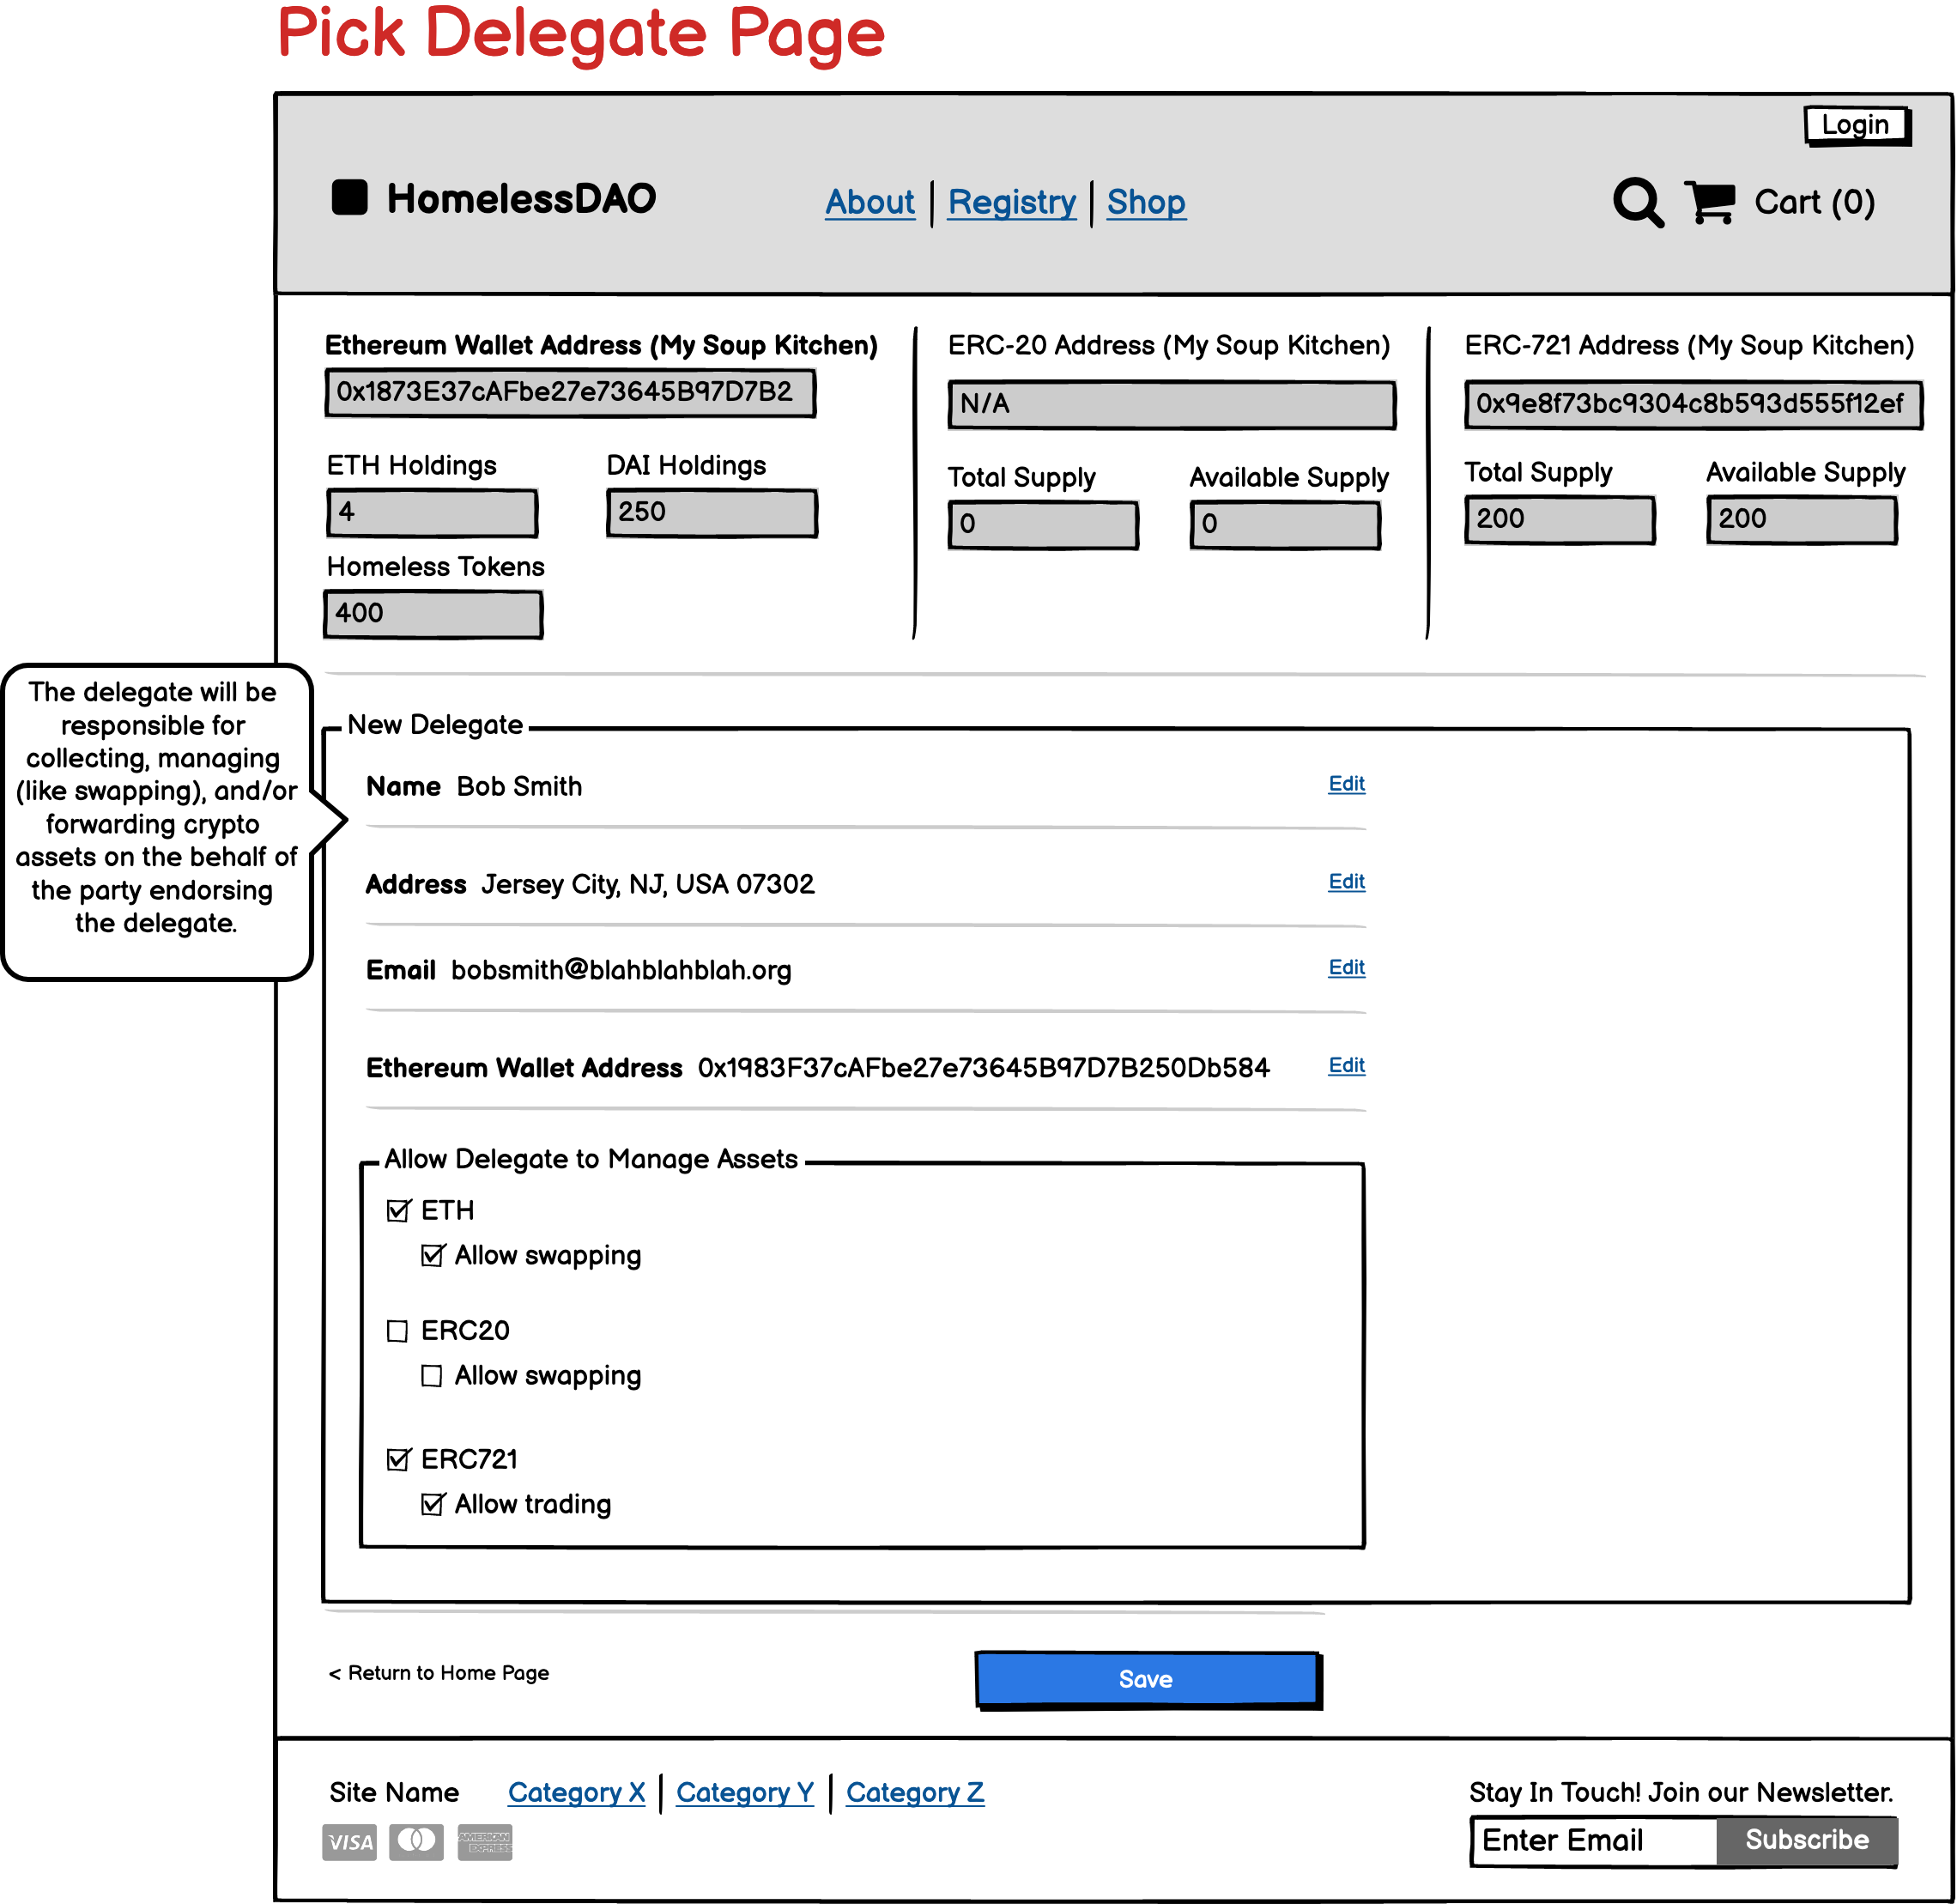 Pick Delegate Page
Login
HomelessDAO
About | Registry | Shop
Cart (0)
Ethereum Wallet Address (My Soup Kitchen)
0x1873E37cAFbe27e73645B97D7B2
ETH Holdings
DAI Holdings
4
250
Homeless Tokens
400
ERC-20 Address (My Soup Kitchen)
N/A
Total Supply
Available Supply
0
0
ERC-721 Address (My Soup Kitchen)
0x9e8f73bc9304c8b593d555f12ef
Total Supply
Available Supply
200
200
The delegate will be
responsible for
collecting, managing
(like swapping), and/or
forwarding crypto
assets on the behalf of
the party endorsing
the delegate.
New Delegate
Name Bob Smith
Edit
Address Jersey City, NJ, USA 07302
Edit
Email bobsmith@blahblahblah.org
Edit
Ethereum Wallet Address 0x1983F37cAFbe27e73645B97D7B250Db584
Edit
Allow Delegate to Manage Assets
ETH
Allow swapping
ERC20
Allow swapping
ERC721
Allow trading
< Return to Home Page
Save
Site Name
Category X | Category Y | Category Z
VISA
AMERICAN
EXPRESS
Stay In Touch! Join our Newsletter.
Enter Email
Subscribe